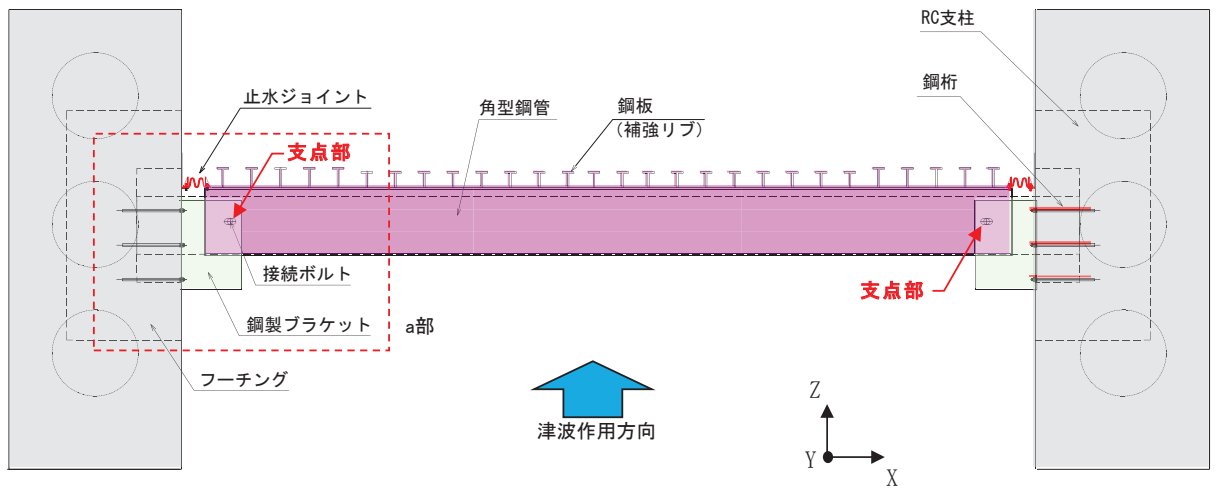 RC支柱
止水ジョイント
角型鋼管
鋼板
(補強リブ)
鋼桁
支点部
接続ボルト
支点部
鋼製ブラケット
a部
フーチング
津波作用方向
Z
Y
X